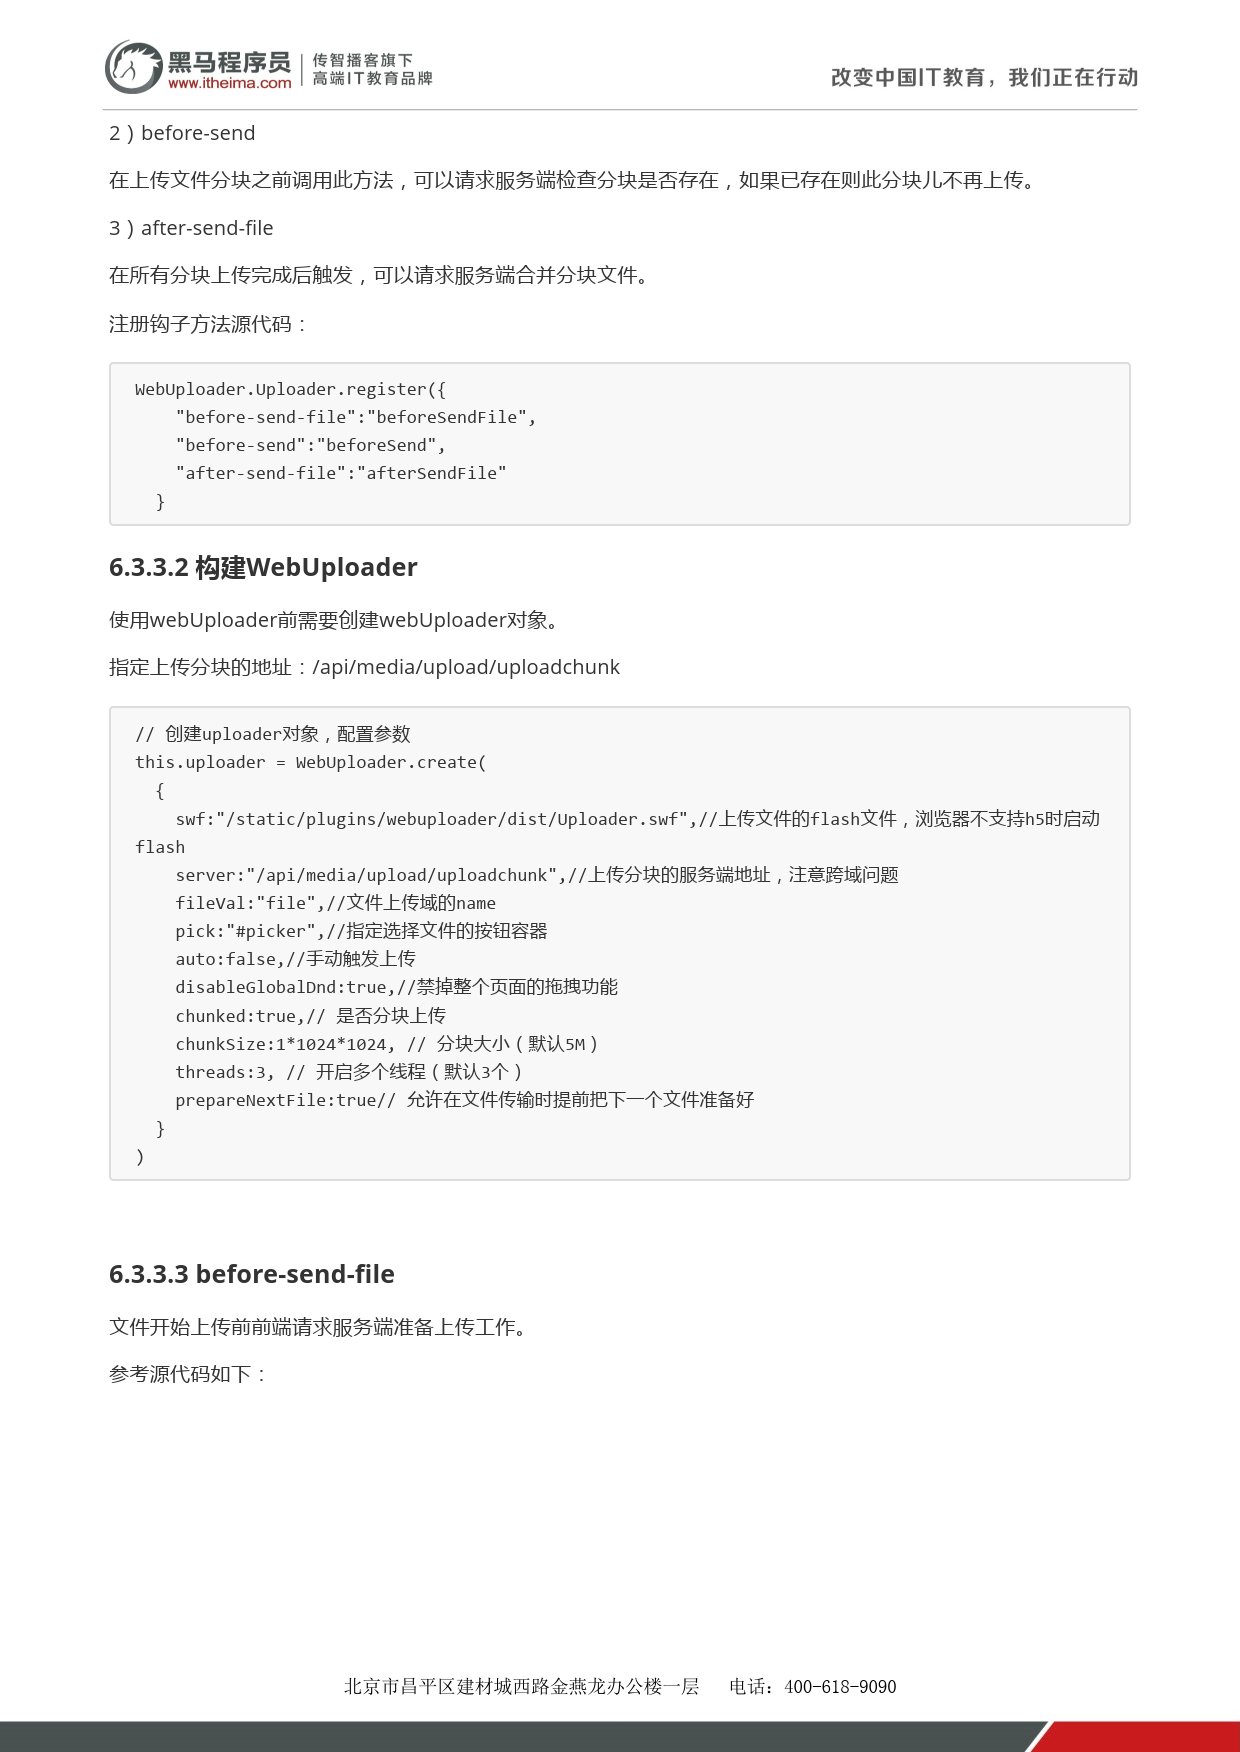 黑马程序员
www.itheima.com
传智播客旗下
高端IT教育品牌
改变中国IT教育，我们正在行动
2）before-send
在上传文件分块之前调用此方法，可以请求服务端检查分块是否存在，如果已存在则此分块儿不再上传。
3）after-send-file
在所有分块上传完成后触发，可以请求服务端合并分块文件。
注册钩子方法源代码：
WebUploader.Uploader.register({
    "before-send-file":"beforeSendFile",
    "before-send":"beforeSend",
    "after-send-file":"afterSendFile"
  }
6.3.3.2 构建WebUploader
使用webUploader前需要创建webUploader对象。
指定上传分块的地址：/api/media/upload/uploadchunk
// 创建uploader对象，配置参数
this.uploader = WebUploader.create(
  {
    swf:"/static/plugins/webuploader/dist/Uploader.swf",//上传文件的flash文件，浏览器不支持h5时启动
flash
    server:"/api/media/upload/uploadchunk",//上传分块的服务端地址，注意跨域问题
    fileVal:"file",//文件上传域的name
    pick:"#picker",//指定选择文件的按钮容器
    auto:false,//手动触发上传
    disableGlobalDnd:true,//禁掉整个页面的拖拽功能
    chunked:true,// 是否分块上传
    chunkSize:1*1024*1024, // 分块大小（默认5M）
    threads:3, // 开启多个线程（默认3个）
    prepareNextFile:true// 允许在文件传输时提前把下一个文件准备好
  }
)
6.3.3.3 before-send-file
文件开始上传前前端请求服务端准备上传工作。
参考源代码如下：
北京市昌平区建材城西路金燕龙办公楼一层 电话：400-618-9090